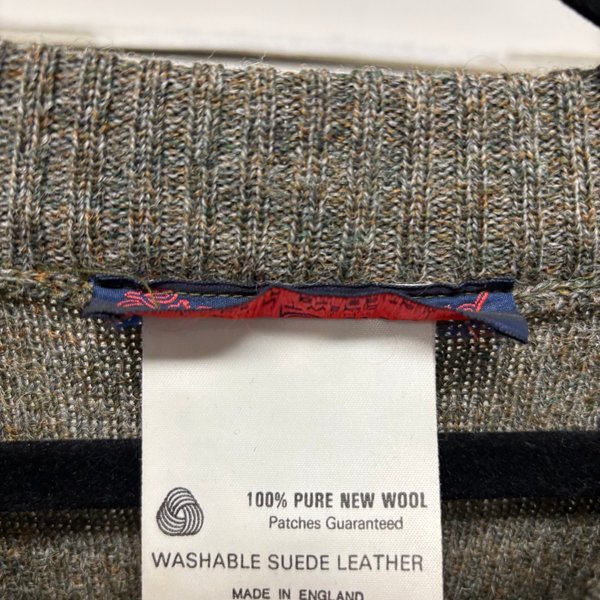 100% PURE NEW WOOL
Patches Guaranteed
WASHABLE SUEDE LEATHER
MADE IN ENGLAND